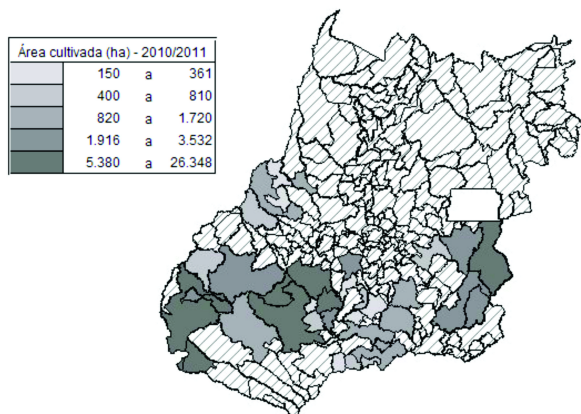 Área cultivada (ha) - 2010/2011
150 a 361
400 a 810
820 a 1.720
1.916 a 3.532
5.380 a 26.348